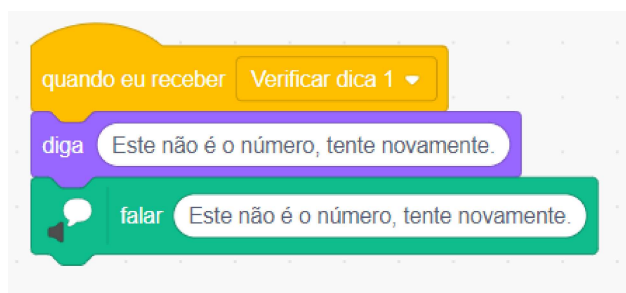 quando eu receber Verificar dica 1
diga Este não é o número, tente novamente.
falar Este não é o número, tente novamente.